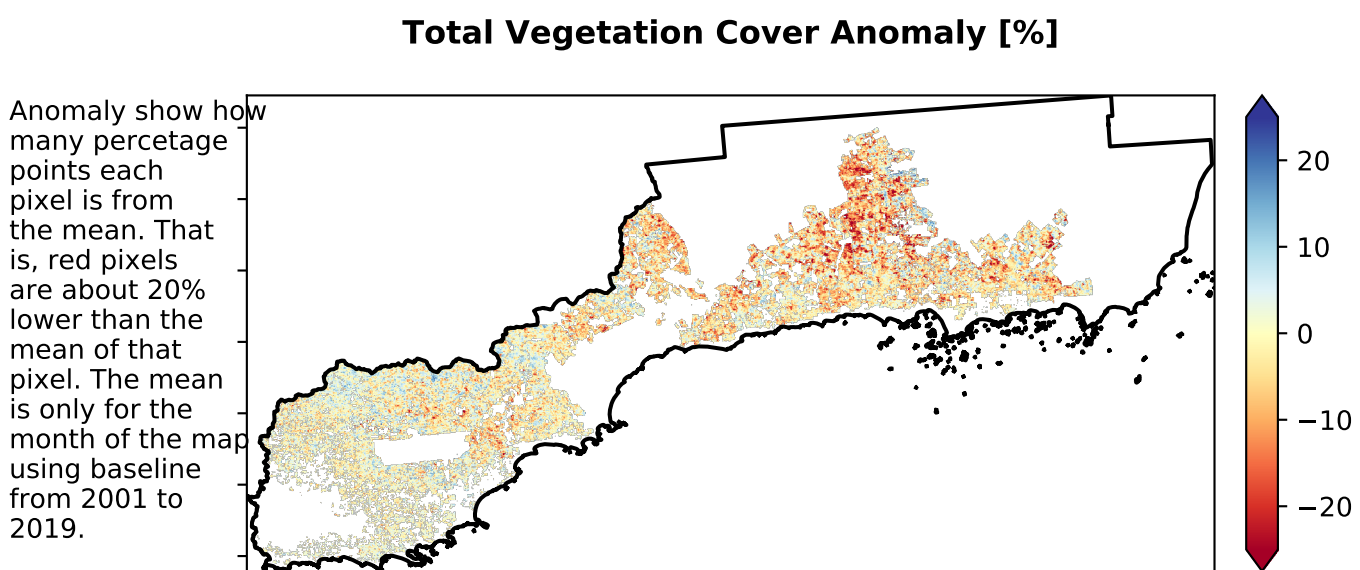 Total Vegetation Cover Anomaly [%]
Anomaly show how
many percetage
points each
pixel is from
the mean. That
is, red pixels
are about 20%
lower than the
mean of that
pixel. The mean
is only for the
month of the map
using baseline
from 2001 to
2019.
20
10
0
−10
−20